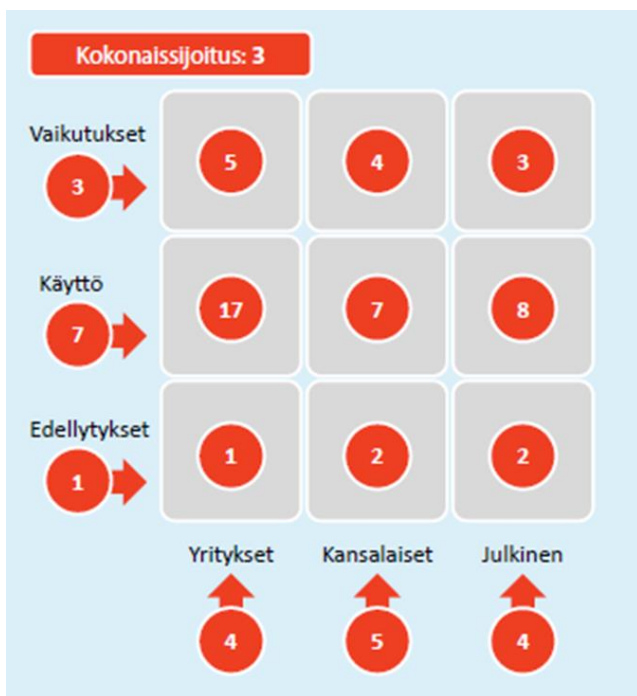 Kokonaissijoitus: 3
Vaikutukset
3 5 4 3
Käyttö
7 17 7 8
Edellytykset
1 1 2 2
Yritykset Kansalaiset Julkinen
4 5 4